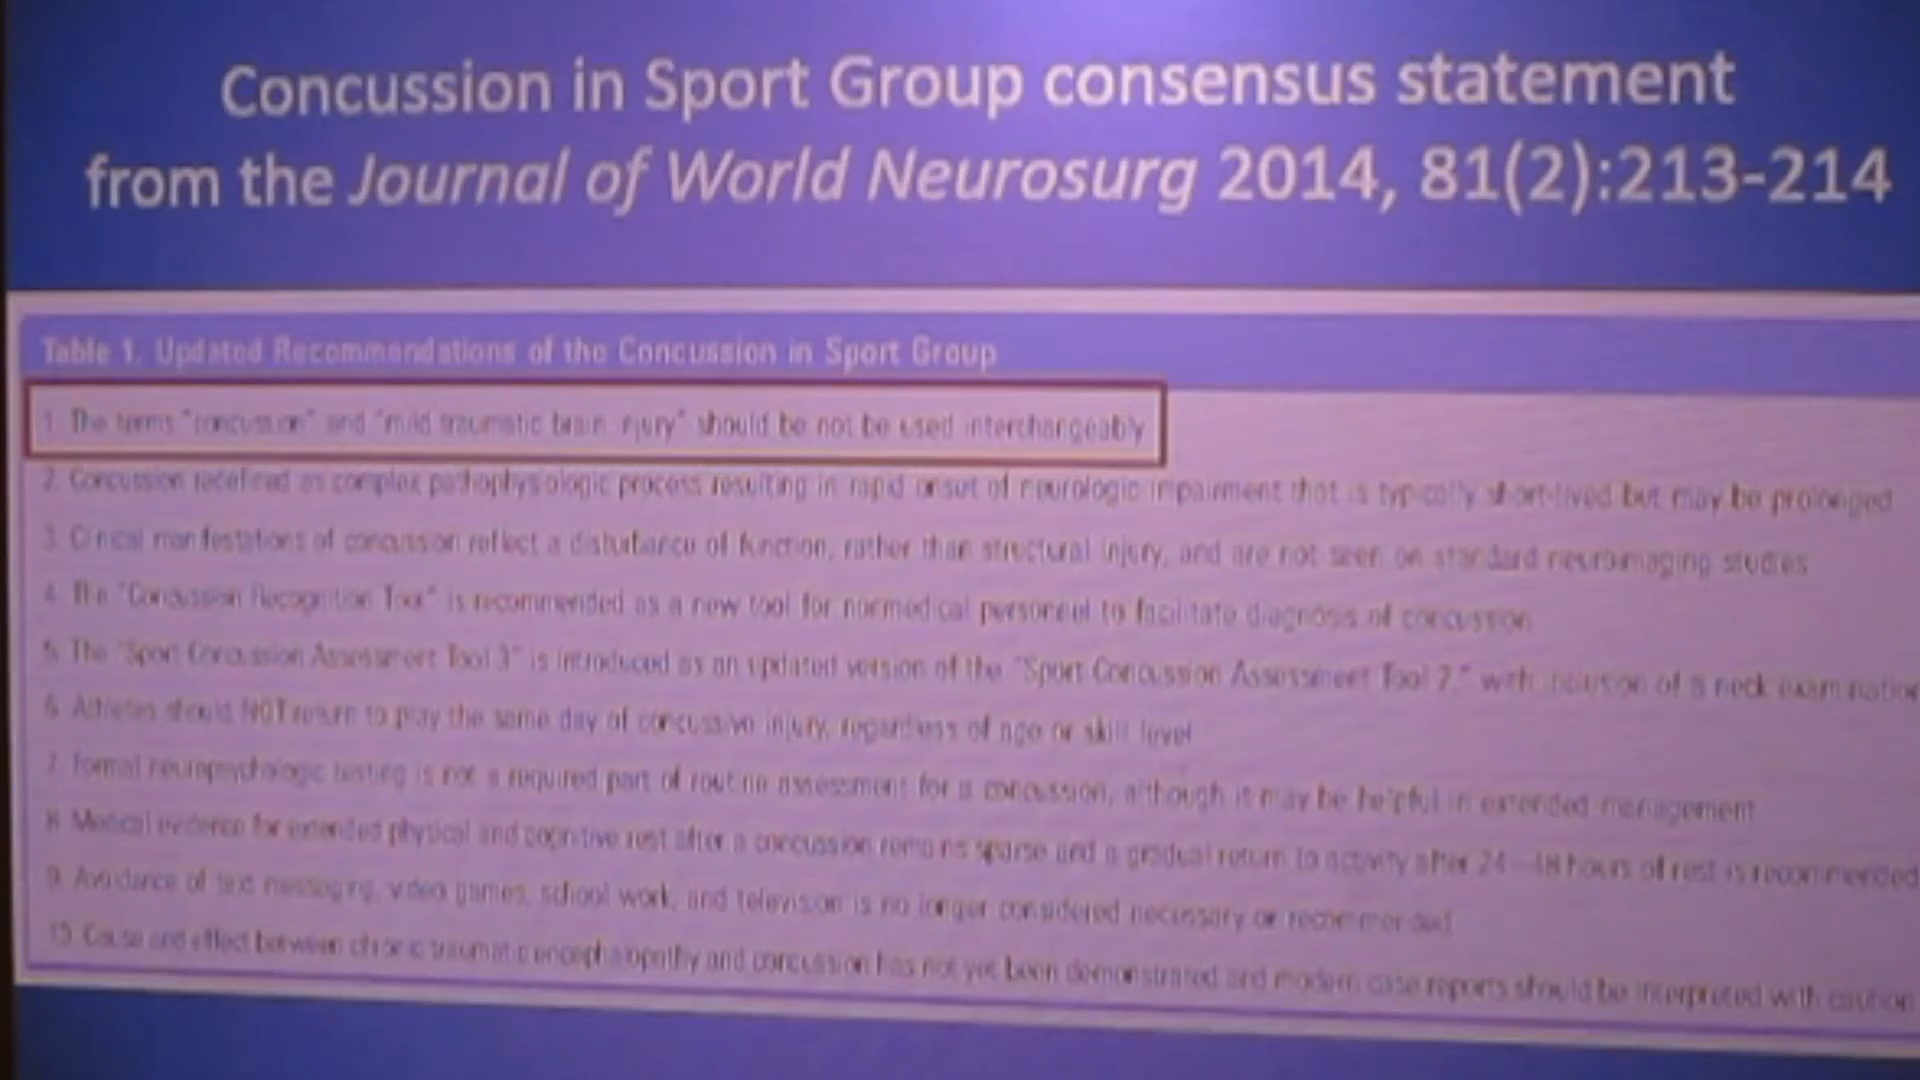 Concussion in Sport Group consensus statement
from the Journal of World Neurosurg 2014, 81(2):213-214
Table 1. Updated Recommendations of the Concussion in Sport Group
1. The terms "concussion" and "mild traumatic brain injury" should be not be used interchangeably
2. Concussion redefined as complex pathophysiologic process resulting in rapid onset of neurologic impairment that is typically short-lived but may be prolonged
3. Clinical manifestations of concussion reflect a disturbance of function, rather than structural injury, and are not seen on standard neuroimaging studies
4. The "Concussion Recognition Tool" is recommended as a new tool for nonmedical personnel to facilitate diagnosis of concussion
5. The "Sport Concussion Assessment Tool 3" is introduced as an updated version of the "Sport Concussion Assessment Tool 2," with inclusion of a neck examination
6. Athletes should NOT return to play the same day of concussive injury, regardless of age or skill level
7. Formal neuropsychologic testing is not a required part of routine assessment for a concussion, although it may be helpful in extended management
8. Medical evidence for extended physical and cognitive rest after a concussion remains sparse and a gradual return to activity after 24–48 hours of rest is recommended
9. Avoidance of text messaging, video games, school work, and television is no longer considered necessary or recommended
10. Cause and effect between chronic traumatic encephalopathy and concussion has not yet been demonstrated and modern case reports should be interpreted with caution